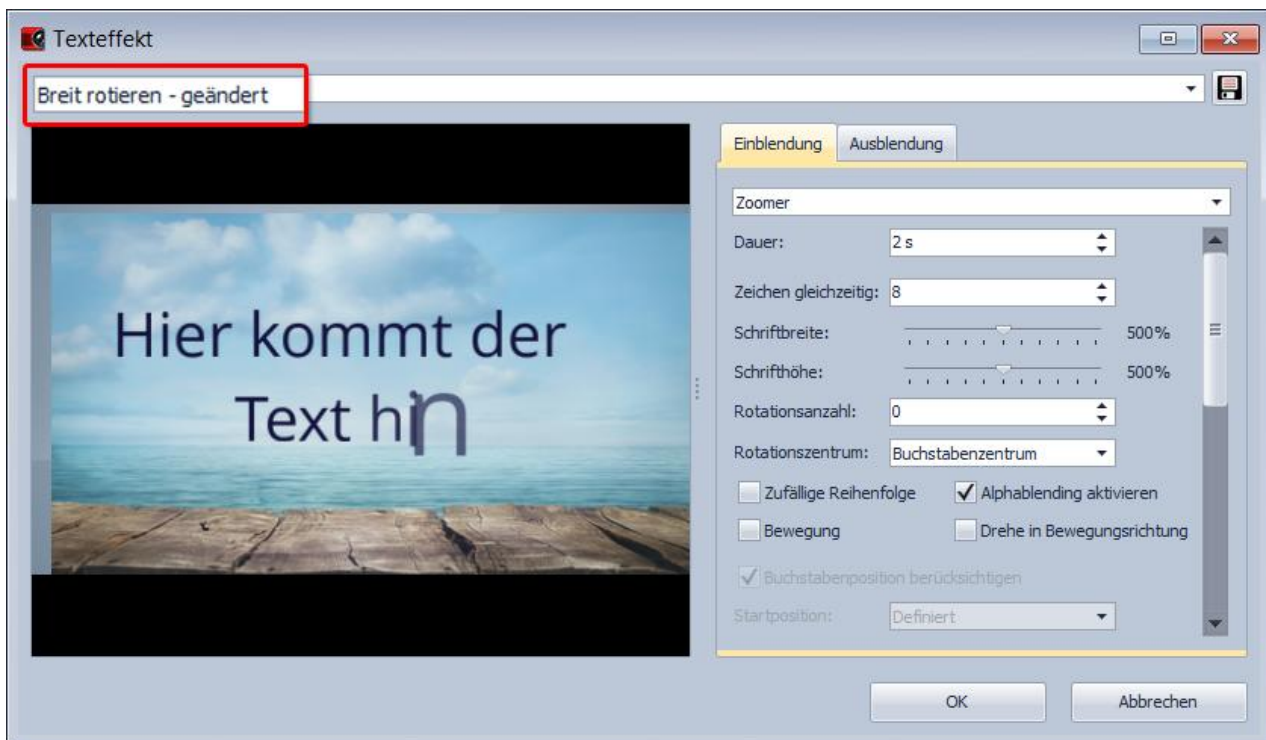 Texteffekt
Breit rotieren - geändert
Einblendung Ausblendung
Zoomer
Dauer: 2 s
Zeichen gleichzeitig: 8
Schriftbreite: 500%
Schrifthöhe: 500%
Rotationsanzahl: 0
Rotationszentrum: Buchstabenzentrum
Zufällige Reihenfolge Alphablending aktivieren
Bewegung Drehe in Bewegungsrichtung
Buchstabenposition berücksichtigen
Startposition: Definiert
Hier kommt der
Text hin
OK Abbrechen